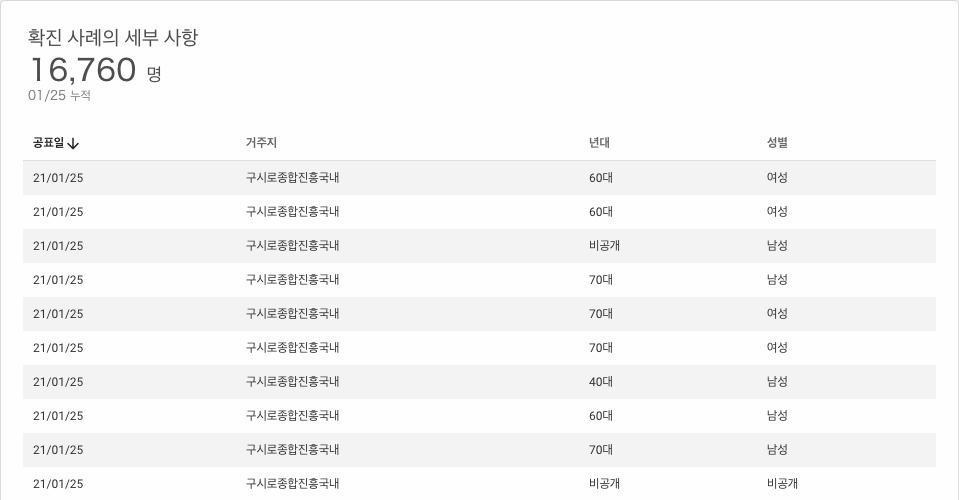 확진 사례의 세부 사항
16,760 명
01/25 누적
공표일↓ 거주지 년대 성별
21/01/25 구시로종합진흥국내 60대 여성
21/01/25 구시로종합진흥국내 60대 여성
21/01/25 구시로종합진흥국내 비공개 남성
21/01/25 구시로종합진흥국내 70대 남성
21/01/25 구시로종합진흥국내 70대 여성
21/01/25 구시로종합진흥국내 70대 여성
21/01/25 구시로종합진흥국내 40대 남성
21/01/25 구시로종합진흥국내 60대 남성
21/01/25 구시로종합진흥국내 70대 남성
21/01/25 구시로종합진흥국내 비공개 비공개